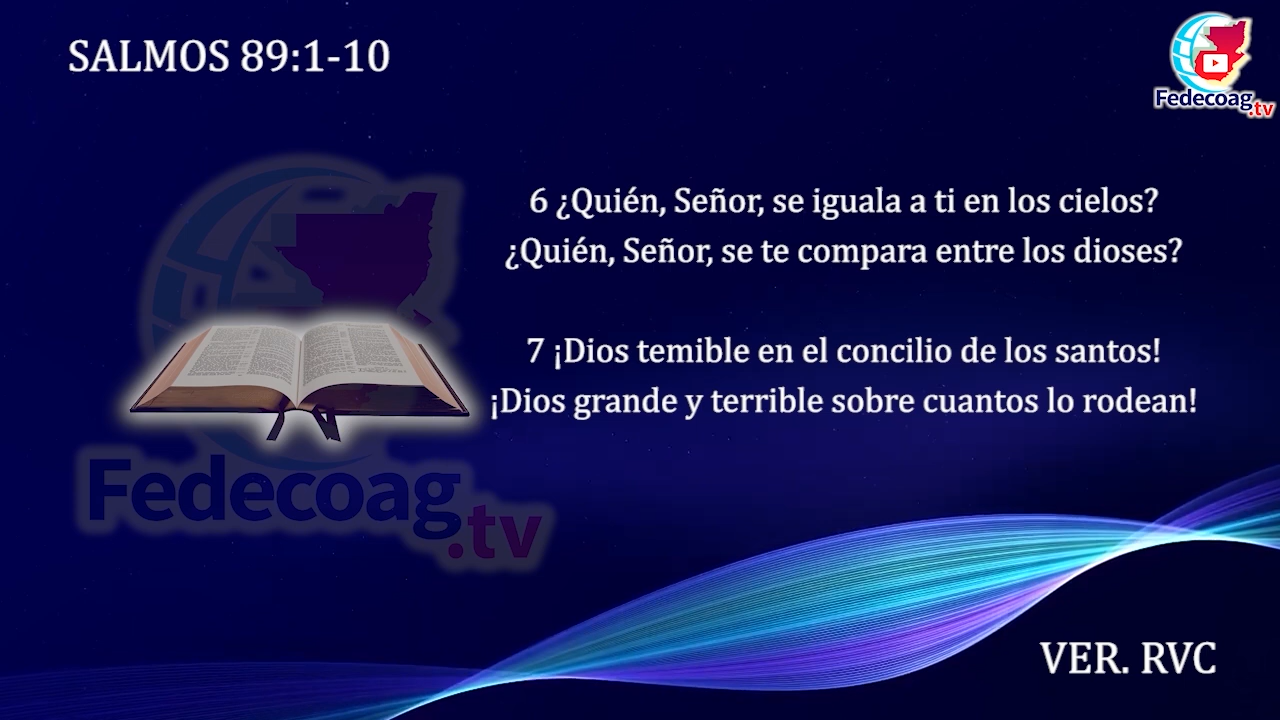 SALMOS 89:1-10
Fedecoag.tv
6 ¿Quién, Señor, se iguala a ti en los cielos?
¿Quién, Señor, se te compara entre los dioses?
7 ¡Dios temible en el concilio de los santos!
¡Dios grande y terrible sobre cuantos lo rodean!
Fedecoag.tv
VER. RVC